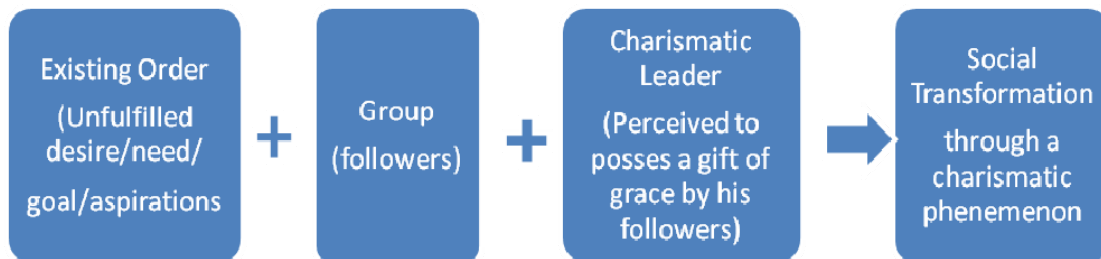 Existing Order
(Unfulfilled
desire/need/
goal/aspirations
+
Group
(followers)
+
Charismatic
Leader
(Perceived to
posses a gift of
grace by his
followers)
Social
Transformation
through a
charismatic
phenemenon